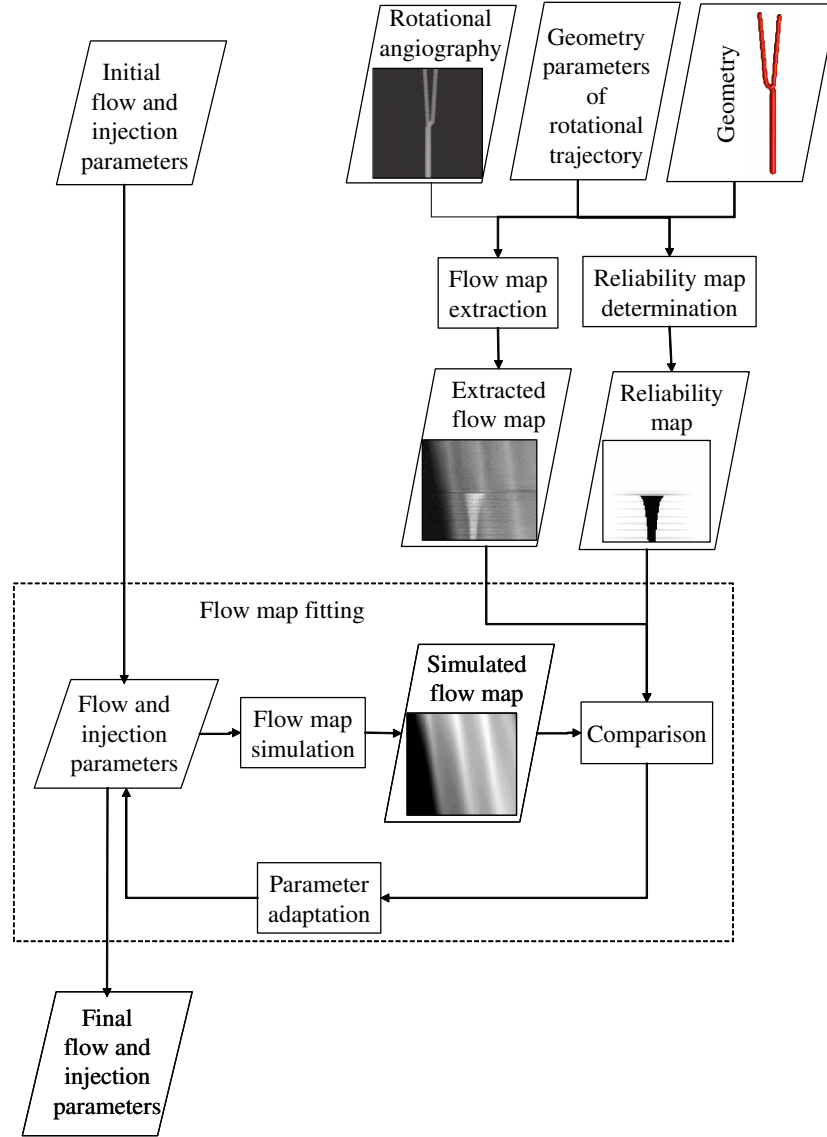 Initial
flow and
injection
parameters
Rotational
angiography
Geometry
parameters
of
rotational
trajectory
Geometry
Flow map
extraction
Reliability map
determination
Extracted
flow map
Reliability
map
Flow map fitting
Flow and
injection
parameters
Flow map
simulation
Simulated
flow map
Comparison
Parameter
adaptation
Final
flow and
injection
parameters